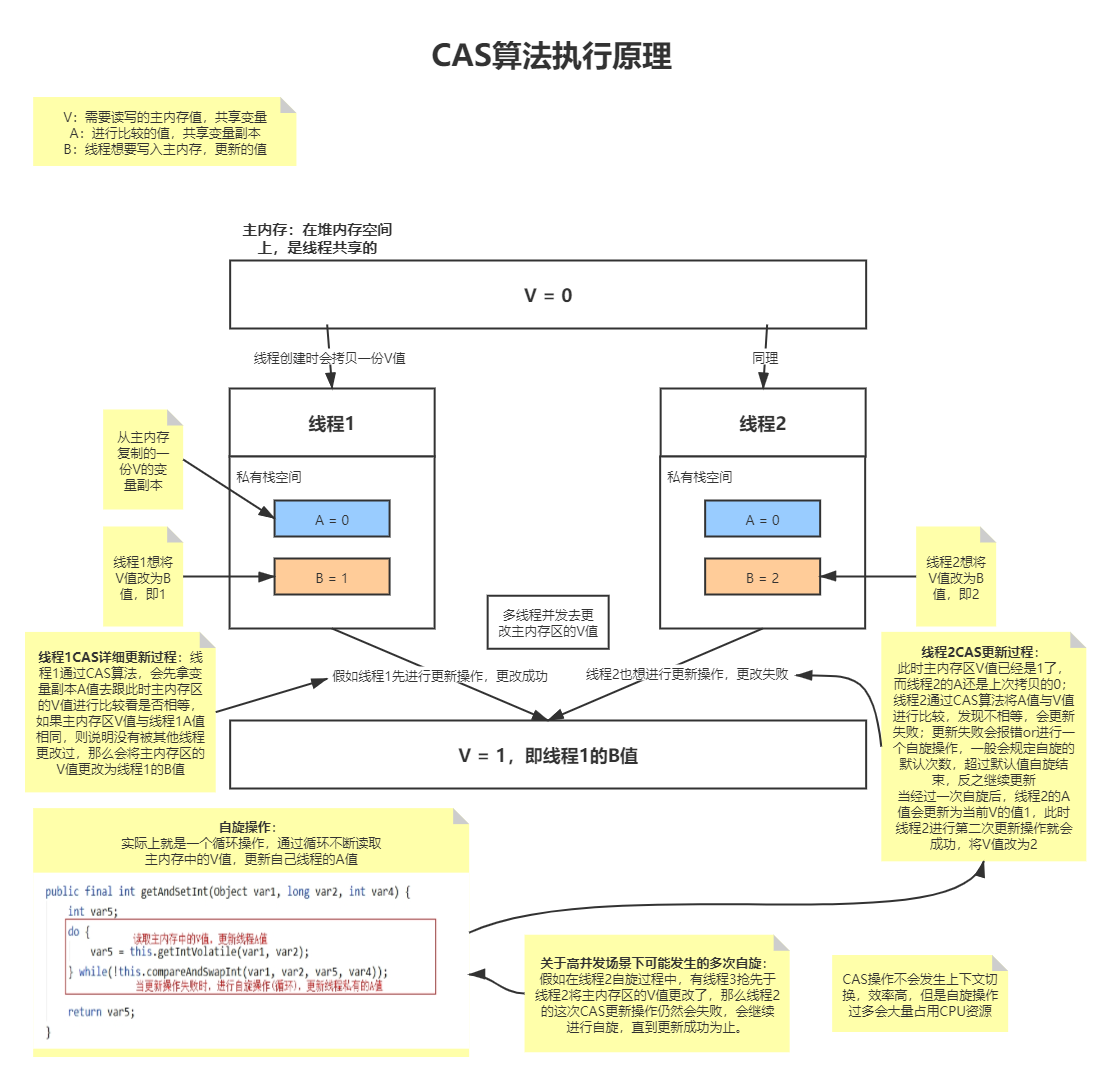 CAS算法执行原理
V：需要读写的主内存值，共享变量
A：进行比较的值，共享变量副本
B：线程想要写入主内存，更新的值
主内存：在堆内存空间
上，是线程共享的
V = 0
线程创建时会拷贝一份V值
同理
线程1
线程2
从主内存
复制的一
份V的变
量副本
私有栈空间
A = 0
B = 1
私有栈空间
A = 0
B = 2
线程1想将
V值改为B
值，即1
线程2想将
V值改为B
值，即2
多线程并发去更
改主内存区的V值
线程1CAS详细更新过程：线
程1通过CAS算法，会先拿变
量副本A值去跟此时主内存区
的V值进行比较看是否相等，
如果主内存区V值与线程1A值
相同，则说明没有被其他线程
更改过，那么会将主内存区的
V值更改为线程1的B值
假如线程1先进行更新操作，更改成功
线程2也想进行更新操作，更改失败
线程2CAS更新过程：
此时主内存区V值已经是1了，
而线程2的A还是上次拷贝的0；
线程2通过CAS算法将A值与V值
进行比较，发现不相等，会更新
失败；更新失败会报错or进行一
个自旋操作，一般会规定自旋的
默认次数，超过默认值自旋结
束，反之继续更新
当经过一次自旋后，线程2的A
值会更新为当前V的值1，此时
线程2进行第二次更新操作就会
成功，将V值改为2
V = 1，即线程1的B值
自旋操作：
实际上就是一个循环操作，通过循环不断读取
主内存中的V值，更新自己线程的A值
public final int getAndSetInt(Object var1, long var2, int var4) {
int var5;
do {
读取主内存中的V值，更新线程A值
var5 = this.getIntVolatile(var1, var2);
} while(!this.compareAndSwapInt(var1, var2, var5, var4));
当更新操作失败时，进行自旋操作(循环)，更新线程私有的A值
return var5;
}
关于高并发场景下可能发生的多次自旋：
假如在线程2自旋过程中，有线程3抢先于
线程2将主内存区的V值更改了，那么线程2
的这次CAS更新操作仍然会失败，会继续
进行自旋，直到更新成功为止。
CAS操作不会发生上下文切
换，效率高，但是自旋操作
过多会大量占用CPU资源